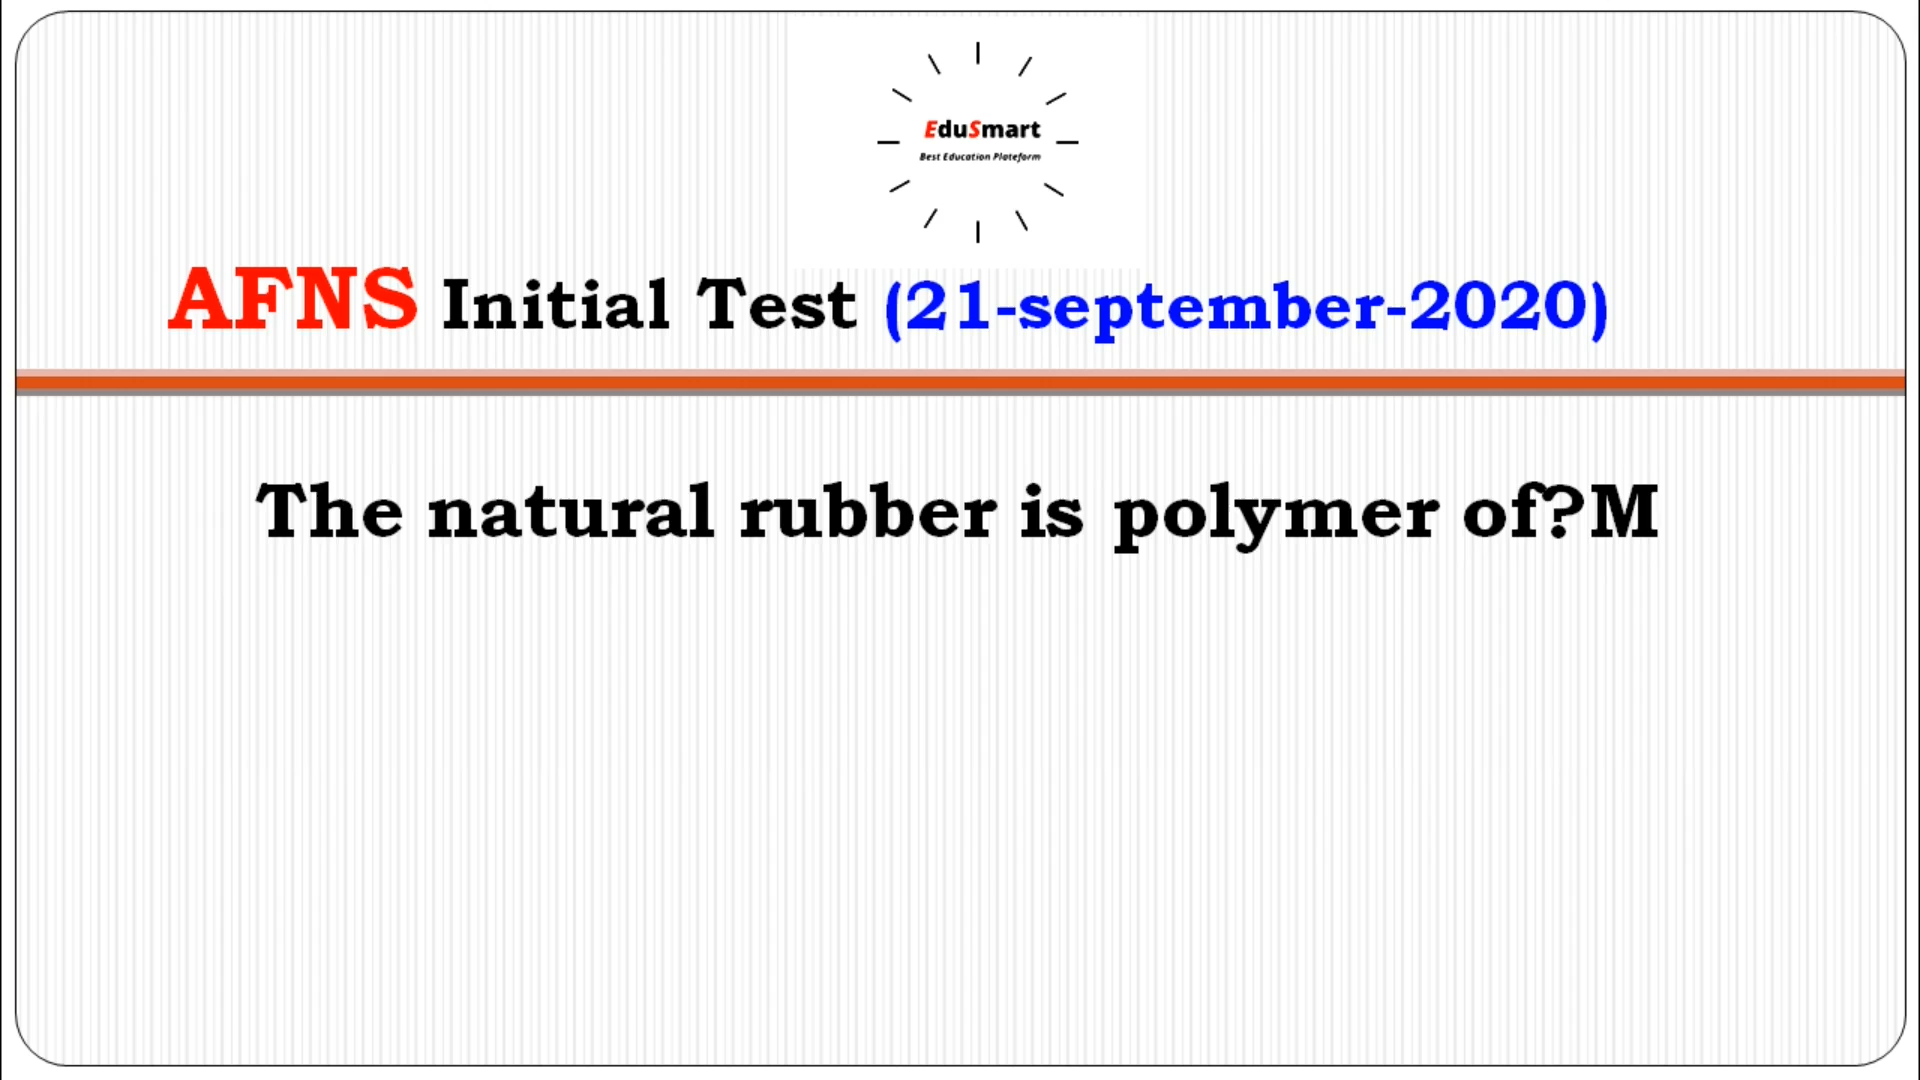 EduSmart
Best Education Plateform
AFNS Initial Test (21-september-2020)
The natural rubber is polymer of?M